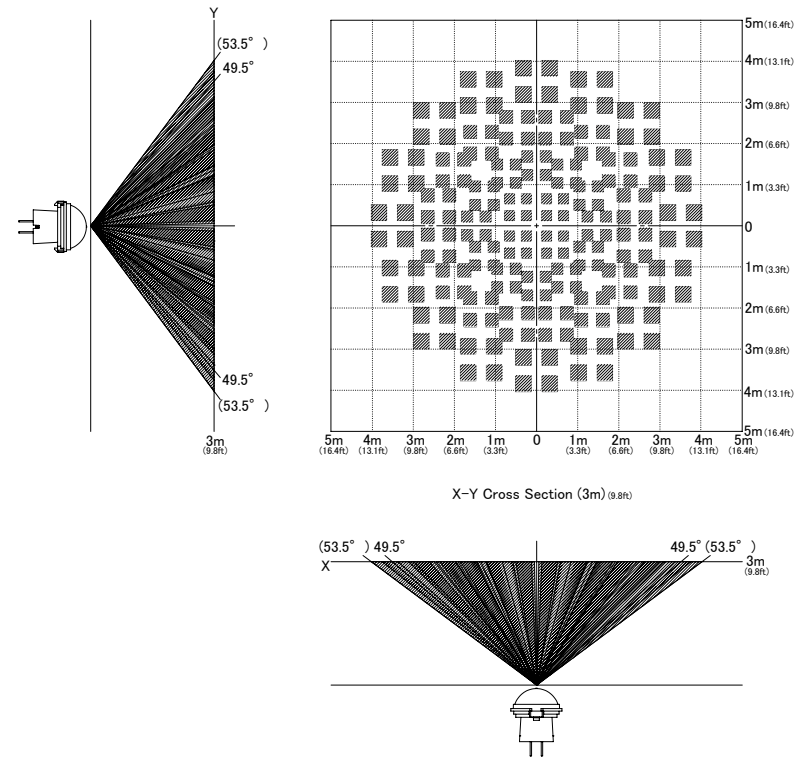 Y
(53.5° )
49.5°
49.5°
(53.5° )
3m
(9.8ft)
5m(16.4ft)
4m(13.1ft)
3m(9.8ft)
2m(6.6ft)
1m(3.3ft)
0
1m(3.3ft)
2m(6.6ft)
3m(9.8ft)
4m(13.1ft)
5m(16.4ft)
5m 4m 3m 2m 1m 0 1m 2m 3m 4m 5m
(16.4ft) (13.1ft) (9.8ft) (6.6ft) (3.3ft) (3.3ft) (6.6ft) (9.8ft) (13.1ft) (16.4ft)
X-Y Cross Section (3m) (9.8ft)
(53.5° ) 49.5° 49.5° (53.5° )
X 3m
(9.8ft)